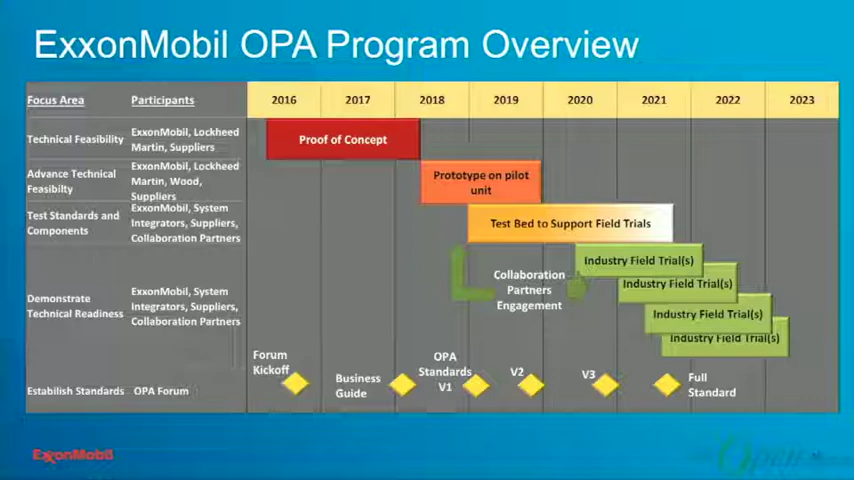 ExxonMobil OPA Program Overview
Focus Area
Participants
2016
2017
2018
2019
2020
2021
2022
2023
Technical Feasibility
ExxonMobil, Lockheed
Martin, Suppliers
Proof of Concept
Advance Technical
Feasibilty
ExxonMobil, Lockheed
Martin, Wood,
Suppliers
Prototype on pilot
unit
Test Standards and
Components
ExxonMobil, System
Integrators, Suppliers,
Collaboration Partners
Test Bed to Support Field Trials
Demonstrate
Technical Readiness
ExxonMobil, System
Integrators, Suppliers,
Collaboration Partners
Collaboration
Partners
Engagement
Industry Field Trial(s)
Industry Field Trial(s)
Industry Field Trial(s)
Industry Field Trial(s)
Establish Standards
OPA Forum
Forum
Kickoff
Business
Guide
OPA
Standards
V1
V2
V3
Full
Standard
ExxonMobil
Open